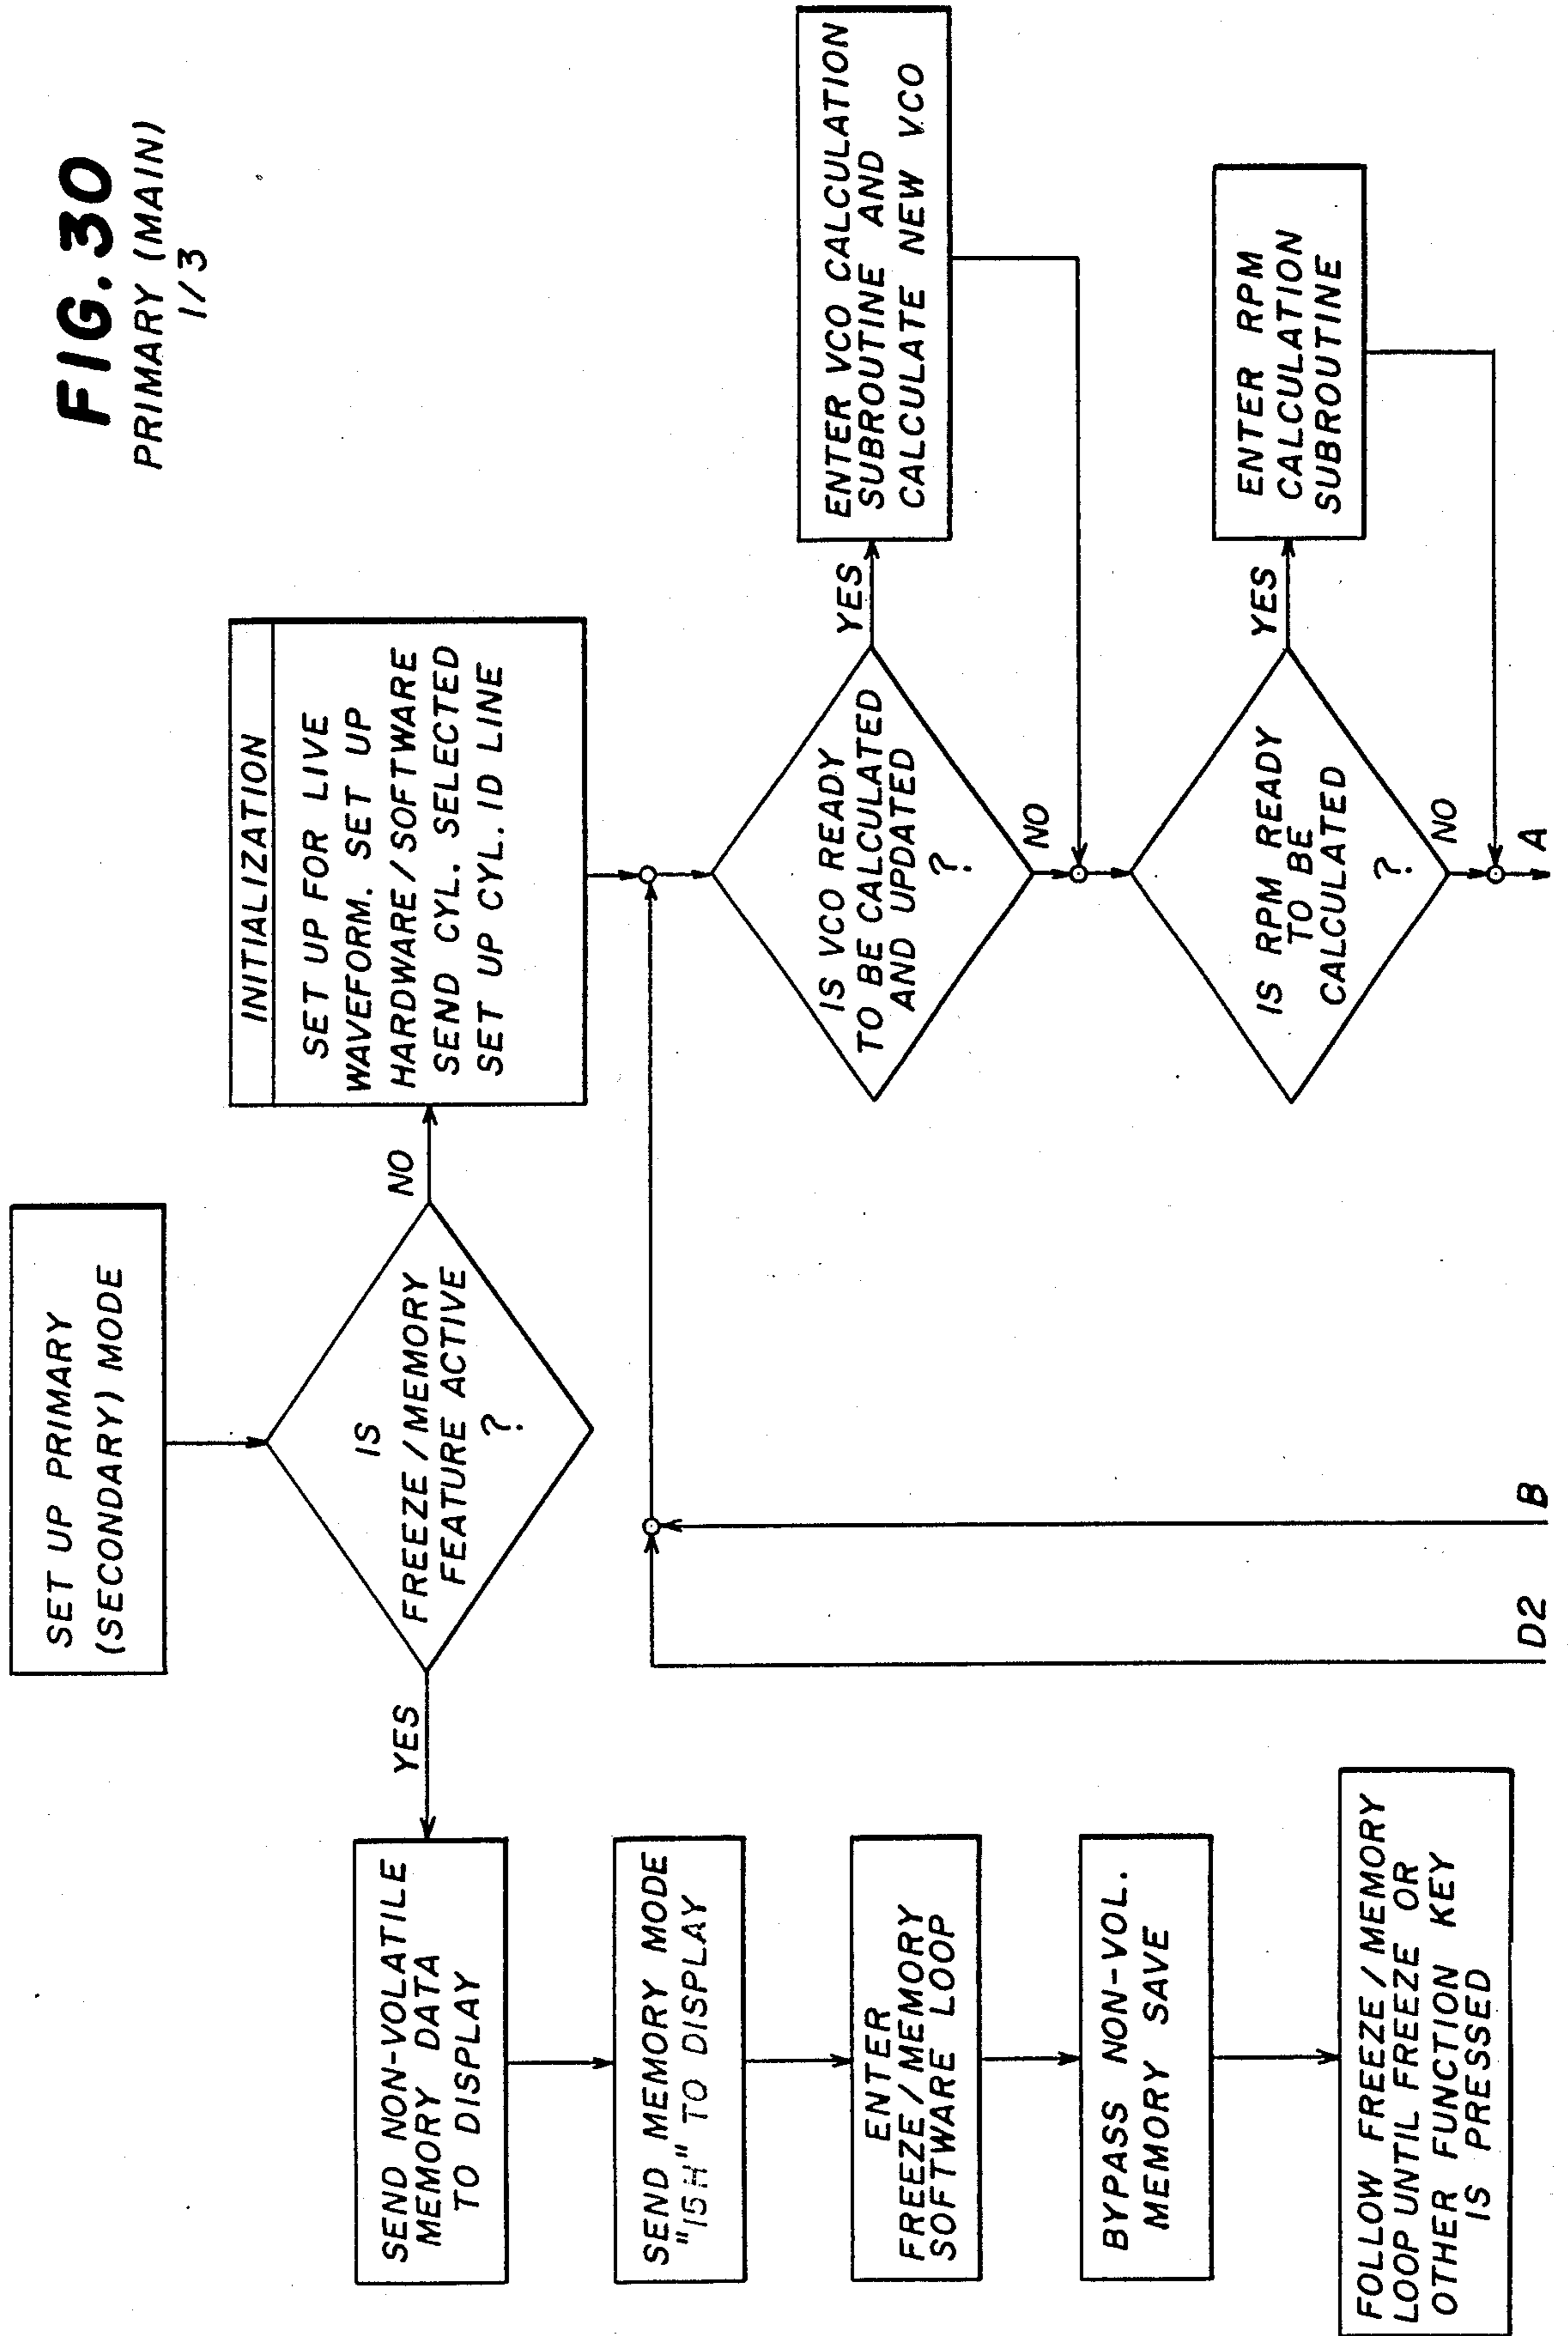 FIG.30
PRIMARY (MAIN)
1/3
SET UP PRIMARY
(SECONDARY) MODE
IS
FREEZE/MEMORY
FEATURE ACTIVE
?
YES
NO
SEND NON-VOLATILE
MEMORY DATA
TO DISPLAY
SEND MEMORY MODE
"15H" TO DISPLAY
ENTER
FREEZE/MEMORY
SOFTWARE LOOP
BYPASS NON-VOL.
MEMORY SAVE
FOLLOW FREEZE/MEMORY
LOOP UNTIL FREEZE OR
OTHER FUNCTION KEY
IS PRESSED
INITIALIZATION
SET UP FOR LIVE
WAVEFORM. SET UP
HARDWARE/SOFTWARE
SEND CYL. SELECTED
SET UP CYL. ID LINE
IS VCO READY
TO BE CALCULATED
AND UPDATED
?
YES
NO
ENTER VCO CALCULATION
SUBROUTINE AND
CALCULATE NEW VCO
IS RPM READY
TO BE
CALCULATED
?
YES
NO
ENTER RPM
CALCULATION
SUBROUTINE
D2
B
A